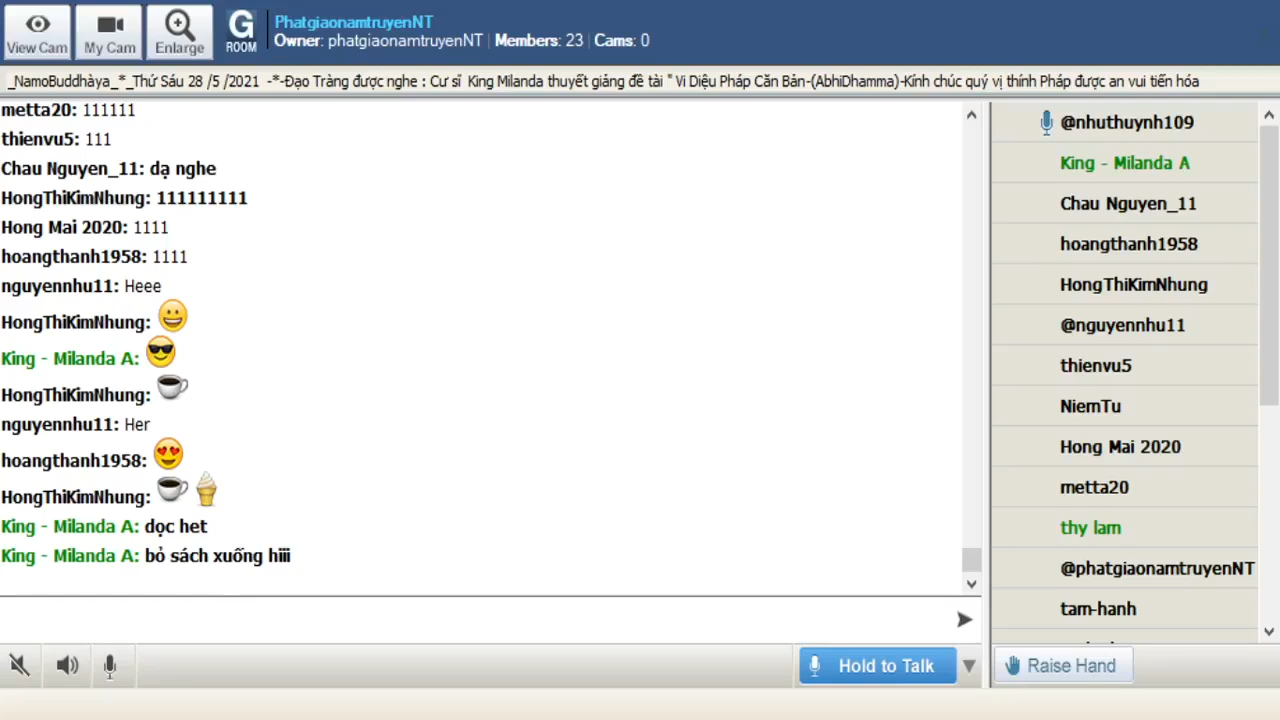 View Cam
My Cam
Enlarge
G
ROOM
PhatgiaonamtruyenNT
Owner: phatgiaonamtruyenNT | Members: 23 | Cams: 0
_NamoBuddhàya_*_Thứ Sáu 28 /5 /2021 -*-Đạo Tràng được nghe : Cư sĩ King Milanda thuyết giảng đề tài " Vi Diệu Pháp Căn Bản-(AbhiDhamma)-Kính chúc quý vị thính Pháp được an vui tiến hóa
metta20: 111111
thienvu5: 111
Chau Nguyen_11: dạ nghe
HongThiKimNhung: 111111111
Hong Mai 2020: 1111
hoangthanh1958: 1111
nguyennhu11: Heee
HongThiKimNhung:
King - Milanda A:
HongThiKimNhung:
nguyennhu11: Her
hoangthanh1958:
HongThiKimNhung:
King - Milanda A: dọc het
King - Milanda A: bỏ sách xuống hiii
@nhuthuynh109
King - Milanda A
Chau Nguyen_11
hoangthanh1958
HongThiKimNhung
@nguyennhu11
thienvu5
NiemTu
Hong Mai 2020
metta20
thy lam
@phatgiaonamtruyenNT
tam-hanh
Hold to Talk
Raise Hand